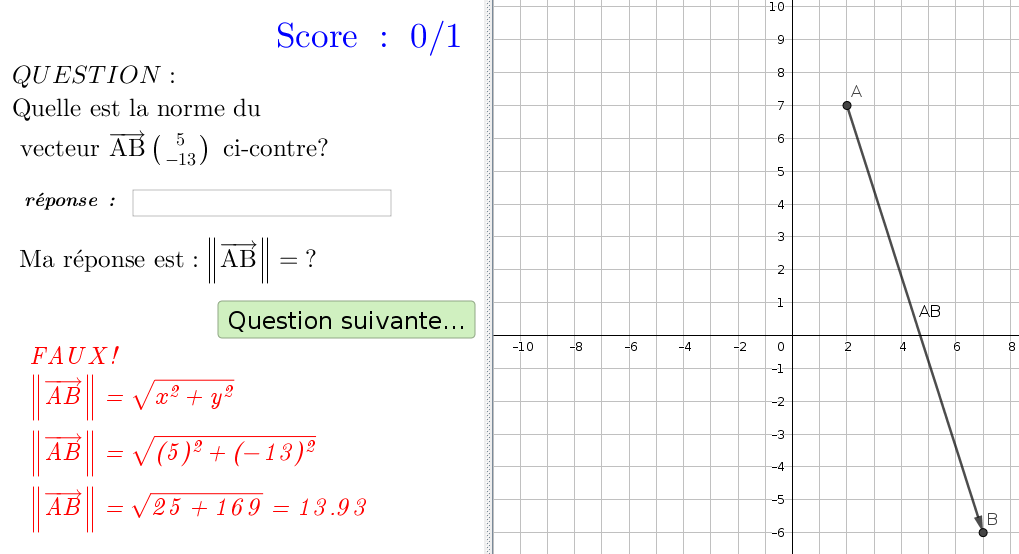 Score : 0/1
QUESTION :
Quelle est la norme du
vecteur $\overrightarrow{AB}\binom{5}{-13}$ ci-contre?
réponse :
Ma réponse est : $\left\|\overrightarrow{AB}\right\|$ = ?
Question suivante...
FAUX!
$\left\|\overrightarrow{AB}\right\| = \sqrt{x^2 + y^2}$
$\left\|\overrightarrow{AB}\right\| = \sqrt{(5)^2 + (-13)^2}$
$\left\|\overrightarrow{AB}\right\| = \sqrt{25 + 169} = 13.93$
10
9
8
A
7
6
5
4
3
2
1
AB
-10 -8 -6 -4 -2 0 2 4 6 8
-1
-2
-3
-4
-5
B
-6